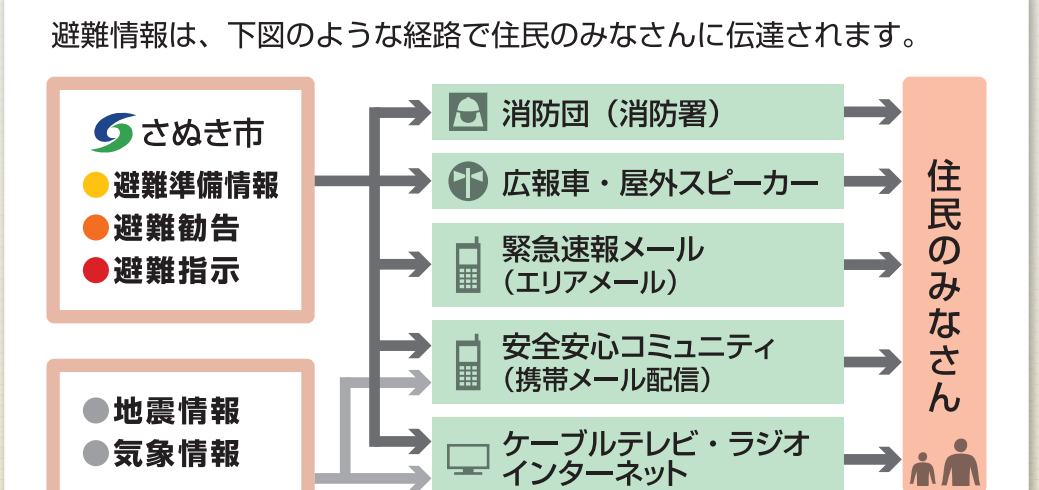 避難情報は、下図のような経路で住民のみなさんに伝達されます。
さぬき市
●避難準備情報
●避難勧告
●避難指示
●地震情報
●気象情報
消防団（消防署）
広報車・屋外スピーカー
緊急速報メール
（エリアメール）
安全安心コミュニティ
（携帯メール配信）
ケーブルテレビ・ラジオ
インターネット
住民のみなさん